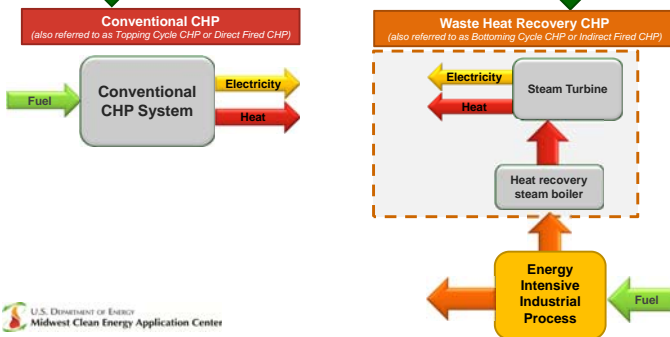 Conventional CHP
(also referred to as Topping Cycle CHP or Direct Fired CHP)
Fuel
Conventional
CHP System
Electricity
Heat
Waste Heat Recovery CHP
(also referred to as Bottoming Cycle CHP or Indirect Fired CHP)
Electricity
Heat
Steam Turbine
Heat recovery
steam boiler
Energy
Intensive
Industrial
Process
Fuel
U.S. DEPARTMENT OF ENERGY
Midwest Clean Energy Application Center